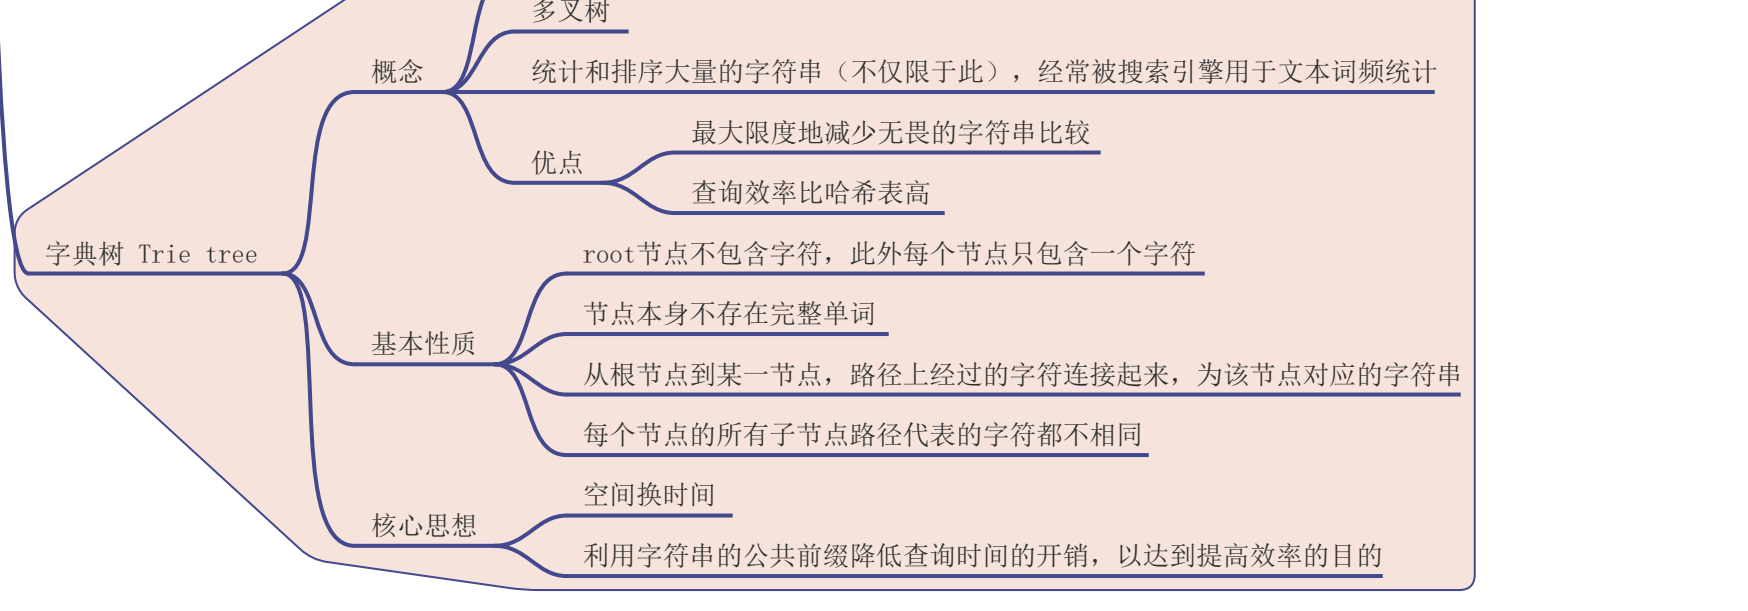 多叉树
概念
统计和排序大量的字符串（不仅限于此），经常被搜索引擎用于文本词频统计
优点
最大限度地减少无畏的字符串比较
查询效率比哈希表高
字典树 Trie tree
基本性质
root节点不包含字符，此外每个节点只包含一个字符
节点本身不存在完整单词
从根节点到某一节点，路径上经过的字符连接起来，为该节点对应的字符串
每个节点的所有子节点路径代表的字符都不相同
核心思想
空间换时间
利用字符串的公共前缀降低查询时间的开销，以达到提高效率的目的